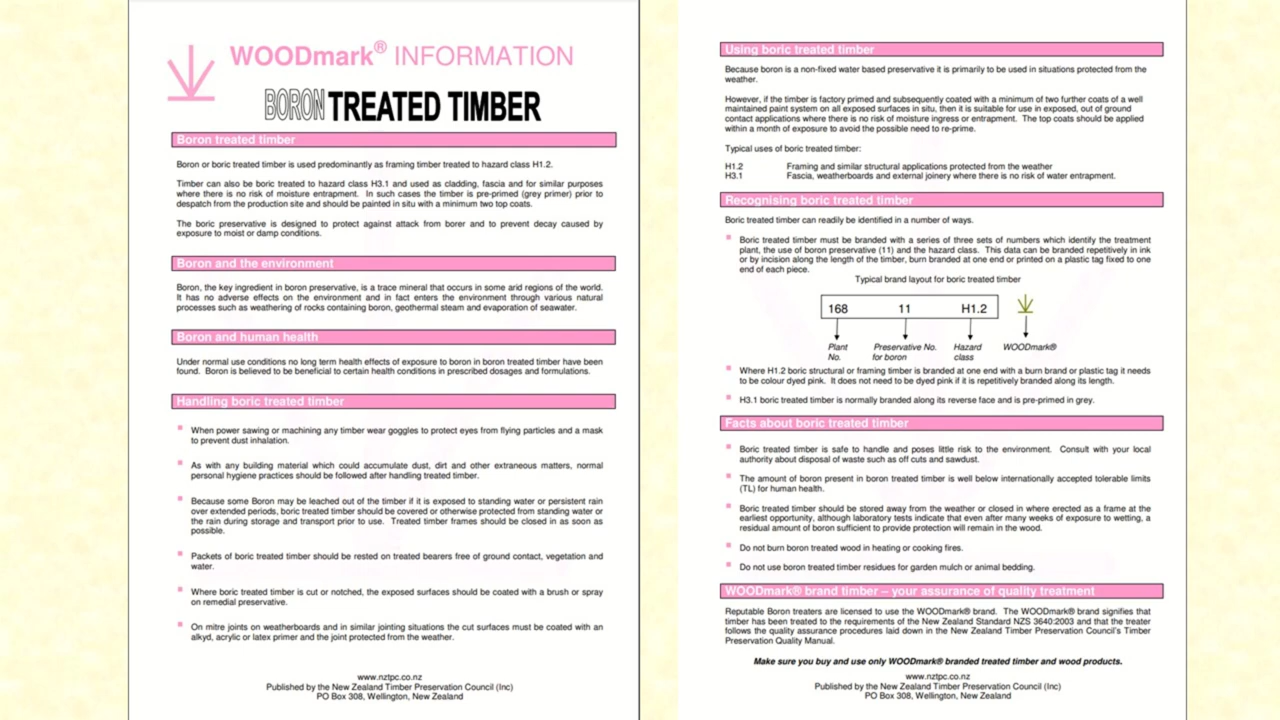 WOODmark® INFORMATION
BORON TREATED TIMBER
Boron treated timber
Boron or boric treated timber is used predominantly as framing timber treated to hazard class H1.2.
Timber can also be boric treated to hazard class H3.1 and used as cladding, fascia and for similar purposes
where there is no risk of moisture entrapment. In such cases the timber is pre-primed (grey primer) prior to
despatch from the production site and should be painted in situ with a minimum two top coats.
The boric preservative is designed to protect against attack from borer and to prevent decay caused by
exposure to moist or damp conditions.
Boron and the environment
Boron, the key ingredient in boron preservative, is a trace mineral that occurs in some arid regions of the world.
It has no adverse effects on the environment and in fact enters the environment through various natural
processes such as weathering of rocks containing boron, geothermal steam and evaporation of seawater.
Boron and human health
Under normal use conditions no long term health effects of exposure to boron in boron treated timber have been
found. Boron is believed to be beneficial to certain health conditions in prescribed dosages and formulations.
Handling boric treated timber
When power sawing or machining any timber wear goggles to protect eyes from flying particles and a mask
to prevent dust inhalation.
As with any building material which could accumulate dust, dirt and other extraneous matters, normal
personal hygiene practices should be followed after handling treated timber.
Because some Boron may be leached out of the timber if it is exposed to standing water or persistent rain
over extended periods, boric treated timber should be covered or otherwise protected from standing water or
the rain during storage and transport prior to use. Treated timber frames should be closed in as soon as
possible.
Packets of boric treated timber should be rested on treated bearers free of ground contact, vegetation and
water.
Where boric treated timber is cut or notched, the exposed surfaces should be coated with a brush or spray
on remedial preservative.
On mitre joints on weatherboards and in similar jointing situations the cut surfaces must be coated with an
alkyd, acrylic or latex primer and the joint protected from the weather.
www.nztpc.co.nz
Published by the New Zealand Timber Preservation Council (Inc)
PO Box 308, Wellington, New Zealand
Using boric treated timber
Because boron is a non-fixed water based preservative it is primarily to be used in situations protected from the
weather.
However, if the timber is factory primed and subsequently coated with a minimum of two further coats of a well
maintained paint system on all exposed surfaces in situ, then it is suitable for use in exposed, out of ground
contact applications where there is no risk of moisture ingress or entrapment. The top coats should be applied
within a month of exposure to avoid the possible need to re-prime.
Typical uses of boric treated timber:
H1.2 Framing and similar structural applications protected from the weather
H3.1 Fascia, weatherboards and external joinery where there is no risk of water entrapment.
Recognising boric treated timber
Boric treated timber can readily be identified in a number of ways.
Boric treated timber must be branded with a series of three sets of numbers which identify the treatment
plant, the use of boron preservative (11) and the hazard class. This data can be branded repetitively in ink
or by incision along the length of the timber, burn branded at one end or printed on a plastic tag fixed to one
end of each piece.
Typical brand layout for boric treated timber
168 11 H1.2
Plant Preservative No. Hazard WOODmark®
No. for boron class
Where H1.2 boric structural or framing timber is branded at one end with a burn brand or plastic tag it needs
to be colour dyed pink. It does not need to be dyed pink if it is repetitively branded along its length.
H3.1 boric treated timber is normally branded along its reverse face and is pre-primed in grey.
Facts about boric treated timber
Boric treated timber is safe to handle and poses little risk to the environment. Consult with your local
authority about disposal of waste such as off cuts and sawdust.
The amount of boron present in boron treated timber is well below internationally accepted tolerable limits
(TL) for human health.
Boric treated timber should be stored away from the weather or closed in where erected as a frame at the
earliest opportunity, although laboratory tests indicate that even after many weeks of exposure to wetting, a
residual amount of boron sufficient to provide protection will remain in the wood.
Do not burn boron treated wood in heating or cooking fires.
Do not use boron treated timber residues for garden mulch or animal bedding.
WOODmark® brand timber – your assurance of quality treatment
Reputable Boron treaters are licensed to use the WOODmark® brand. The WOODmark® brand signifies that
timber has been treated to the requirements of the New Zealand Standard NZS 3640:2003 and that the treater
follows the quality assurance procedures laid down in the New Zealand Timber Preservation Council's Timber
Preservation Quality Manual.
Make sure you buy and use only WOODmark® branded treated timber and wood products.
www.nztpc.co.nz
Published by the New Zealand Timber Preservation Council (Inc)
PO Box 308, Wellington, New Zealand